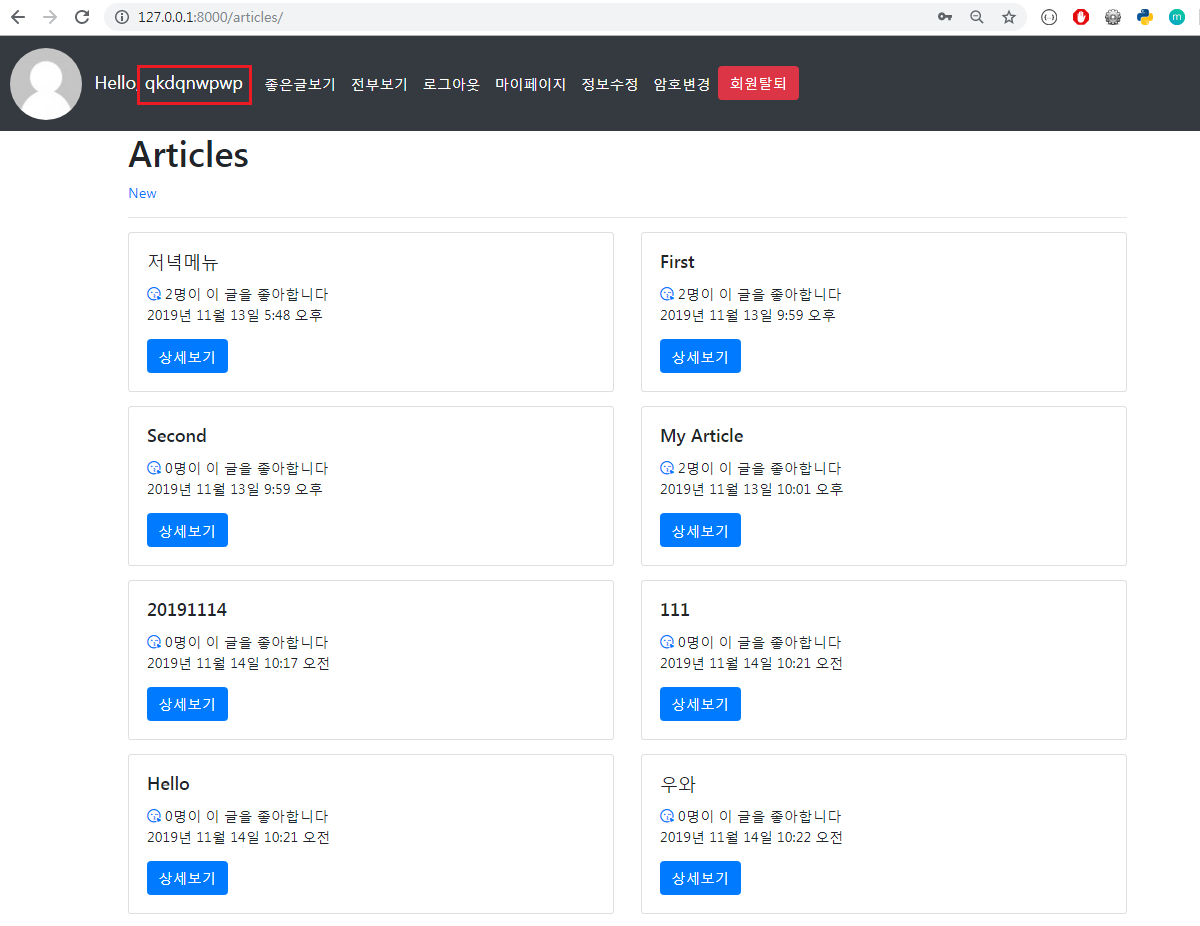 127.0.0.1:8000/articles/
m
Hello, qkdqnwpwp 좋은글보기 전부보기 로그아웃 마이페이지 정보수정 암호변경 회원탈퇴
Articles
New
저녁메뉴
2명이 이 글을 좋아합니다
2019년 11월 13일 5:48 오후
상세보기
First
2명이 이 글을 좋아합니다
2019년 11월 13일 9:59 오후
상세보기
Second
0명이 이 글을 좋아합니다
2019년 11월 13일 9:59 오후
상세보기
My Article
2명이 이 글을 좋아합니다
2019년 11월 13일 10:01 오후
상세보기
20191114
0명이 이 글을 좋아합니다
2019년 11월 14일 10:17 오전
상세보기
111
0명이 이 글을 좋아합니다
2019년 11월 14일 10:21 오전
상세보기
Hello
0명이 이 글을 좋아합니다
2019년 11월 14일 10:21 오전
상세보기
우와
0명이 이 글을 좋아합니다
2019년 11월 14일 10:22 오전
상세보기